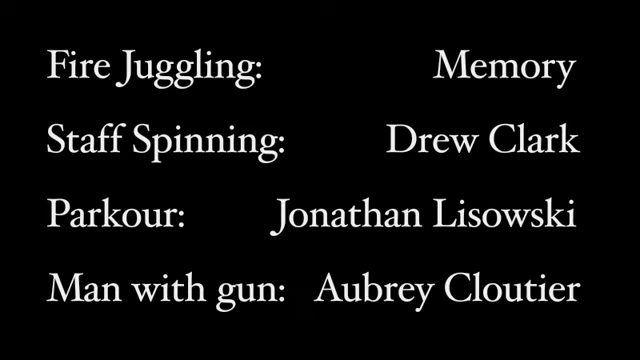 Fire Juggling: Memory
Staff Spinning: Drew Clark
Parkour: Jonathan Lisowski
Man with gun: Aubrey Cloutier